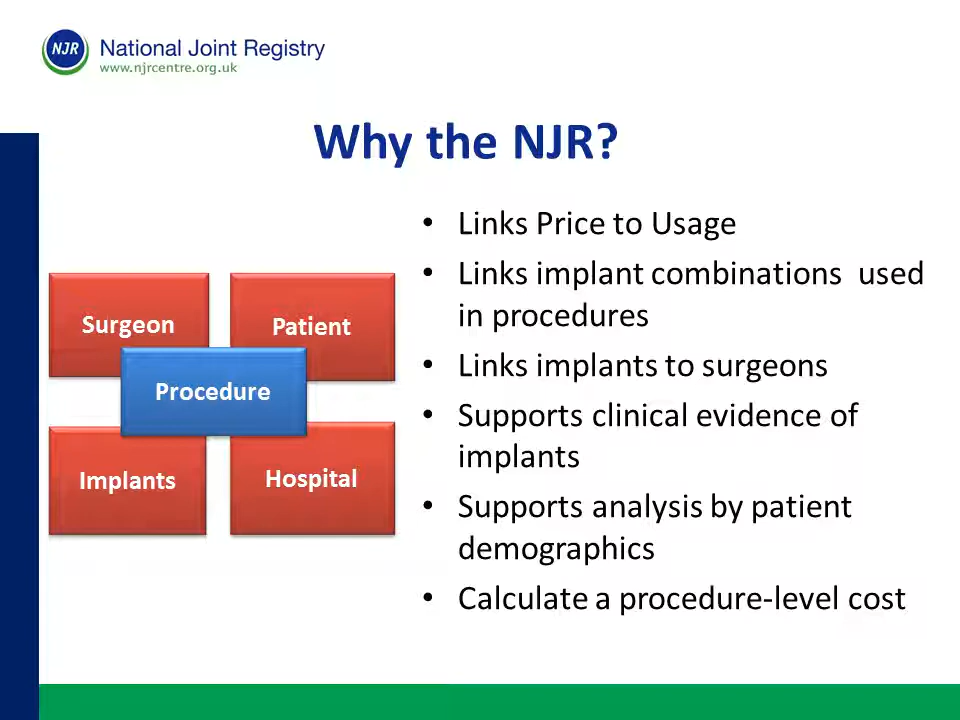 NJR
National Joint Registry
www.njrcentre.org.uk
Why the NJR?
Surgeon
Patient
Procedure
Implants
Hospital
• Links Price to Usage
• Links implant combinations  used
in procedures
• Links implants to surgeons
• Supports clinical evidence of
implants
• Supports analysis by patient
demographics
• Calculate a procedure-level cost